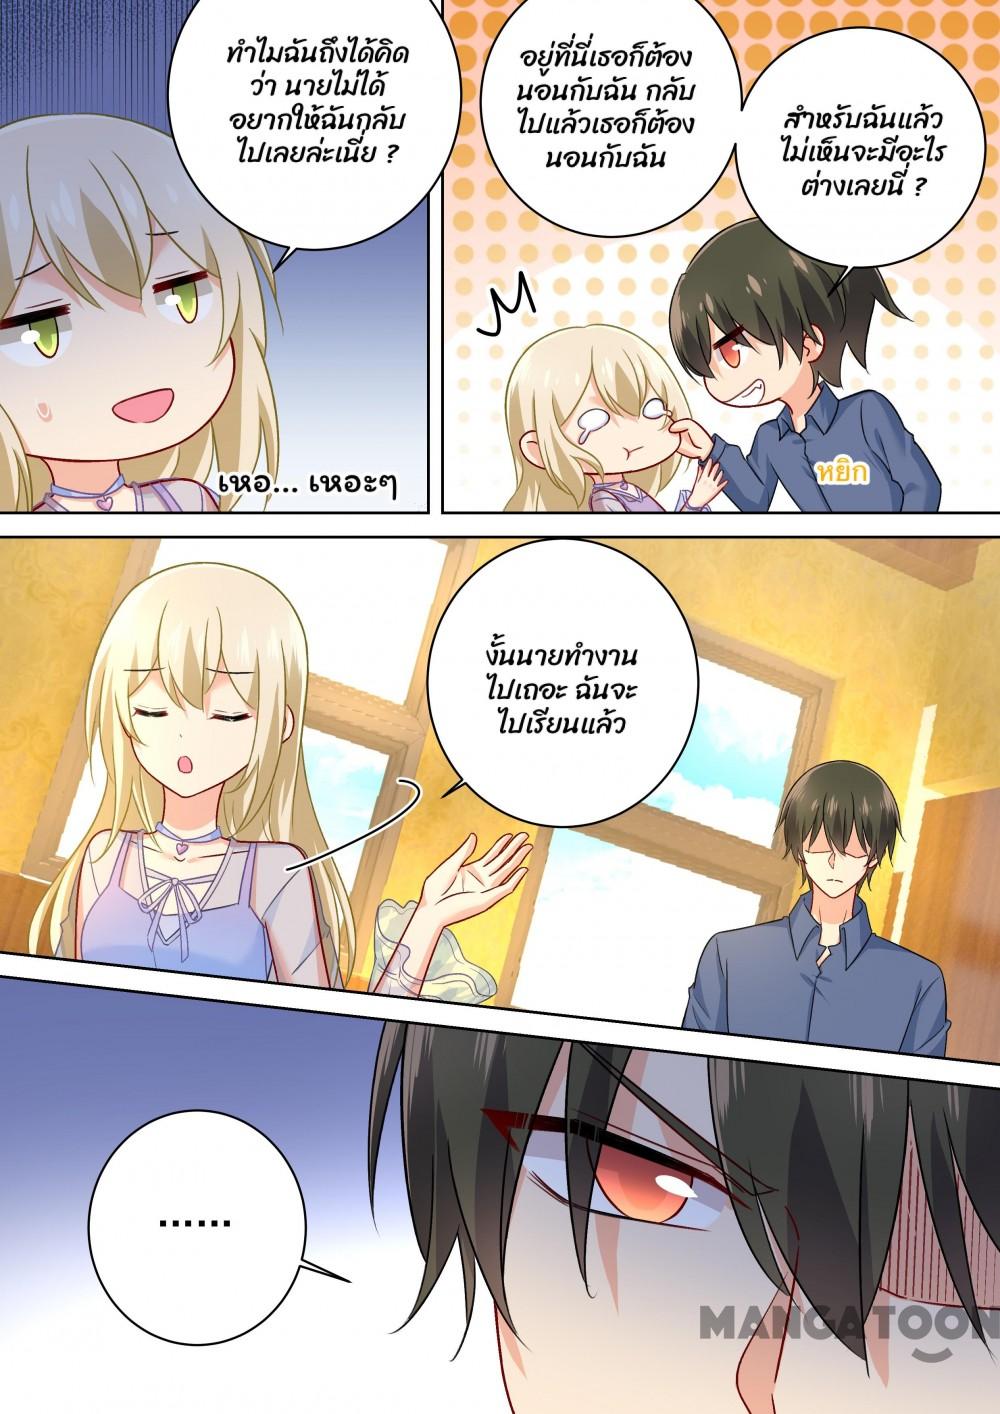 ทำไมฉันถึงได้คิด
ว่า นายไม่ได้
อยากให้ฉันกลับ
ไปเลยล่ะเนี่ย ?
เหอ... เหอะๆ
อยู่ที่นี่เธอก็ต้อง
นอนกับฉัน กลับ
ไปแล้วเธอก็ต้อง
นอนกับฉัน
สำหรับฉันแล้ว
ไม่เห็นจะมีอะไร
ต่างเลยนี่ ?
หยิก
งั้นนายทำงาน
ไปเถอะ ฉันจะ
ไปเรียนแล้ว
......
MANGATOON